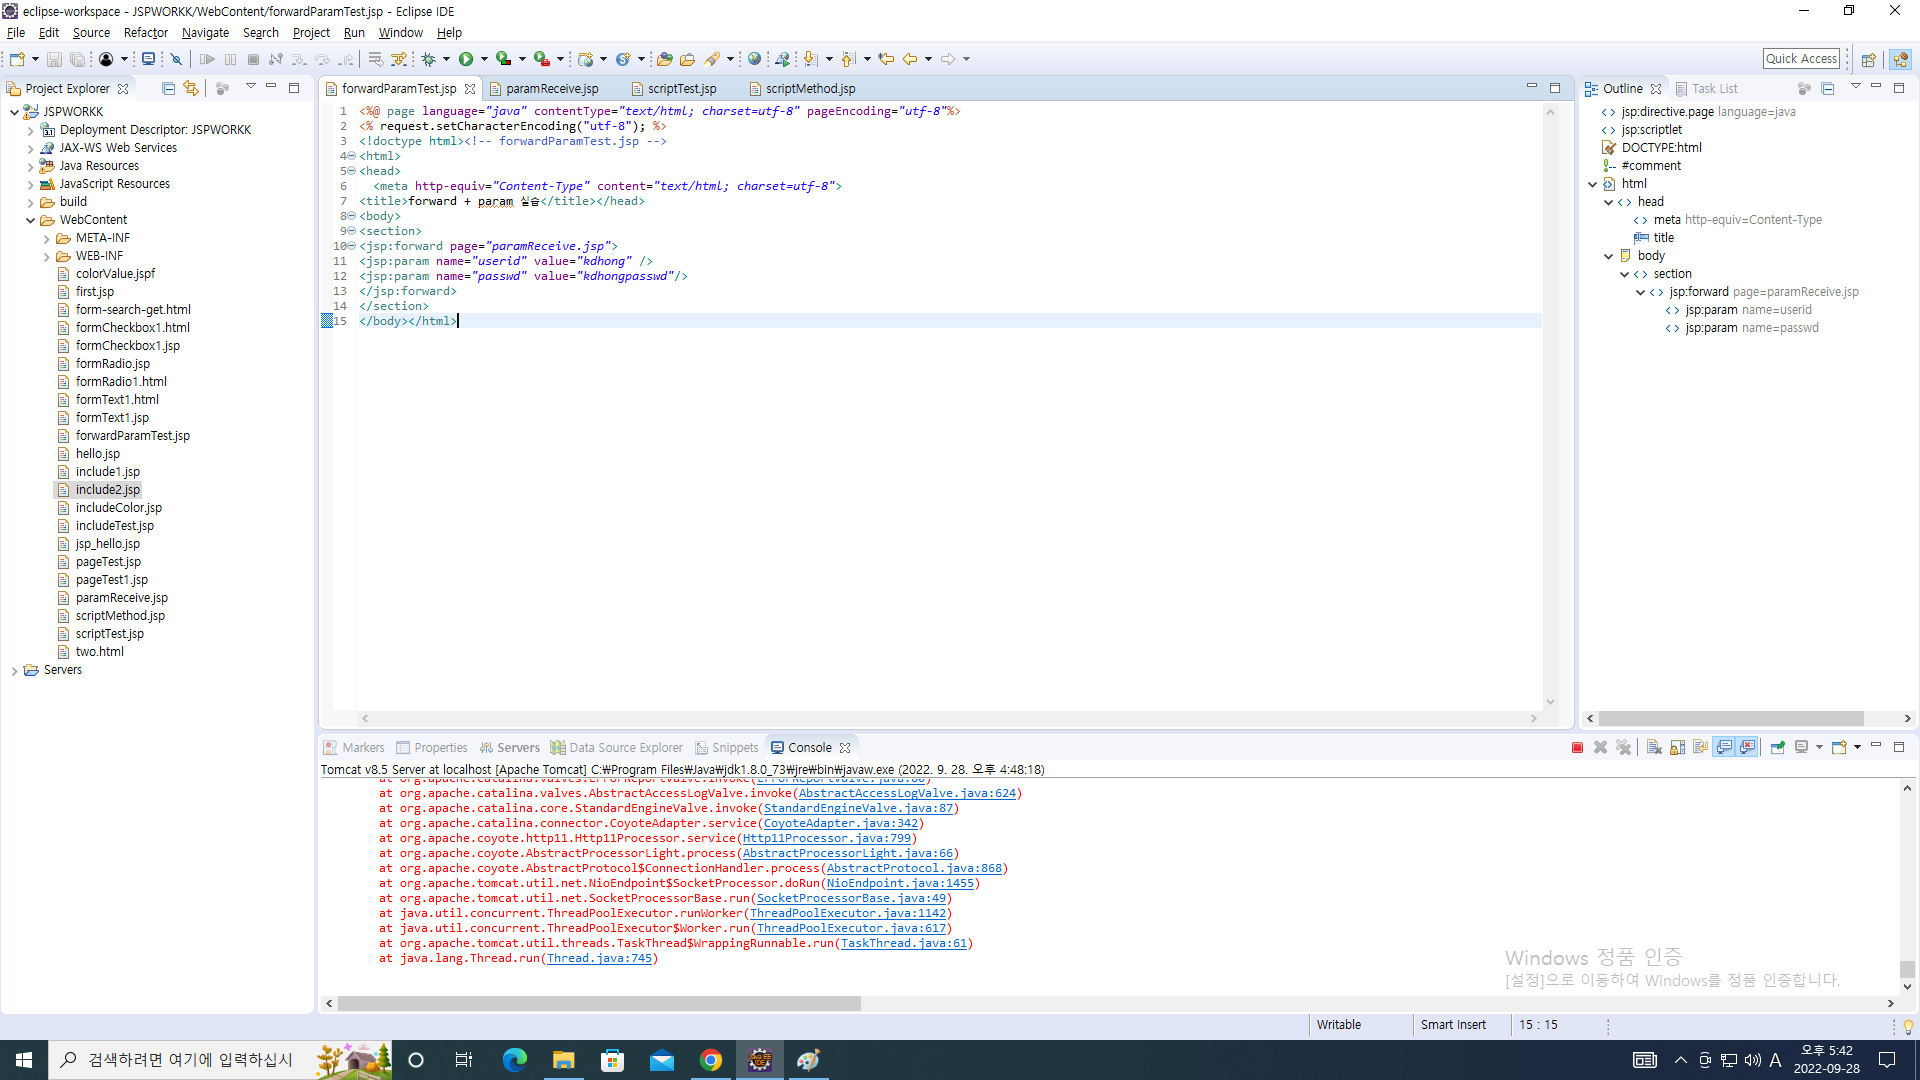 eclipse-workspace - JSPWORKK/WebContent/forwardParamTest.jsp - Eclipse IDE
File Edit Source Refactor Navigate Search Project Run Window Help
Quick Access
Project Explorer
JSPWORKK
Deployment Descriptor: JSPWORKK
JAX-WS Web Services
Java Resources
JavaScript Resources
build
WebContent
META-INF
WEB-INF
colorValue.jspf
first.jsp
form-search-get.html
formCheckbox1.html
formCheckbox1.jsp
formRadio.jsp
formRadio1.html
formText1.html
formText1.jsp
forwardParamTest.jsp
hello.jsp
include1.jsp
include2.jsp
includeColor.jsp
includeTest.jsp
jsp_hello.jsp
pageTest.jsp
pageTest1.jsp
paramReceive.jsp
scriptMethod.jsp
scriptTest.jsp
two.html
Servers
forwardParamTest.jsp paramReceive.jsp scriptTest.jsp scriptMethod.jsp
1 <%@ page language="java" contentType="text/html; charset=utf-8" pageEncoding="utf-8"%>
2 <% request.setCharacterEncoding("utf-8"); %>
3 <!doctype html><!-- forwardParamTest.jsp -->
4 <html>
5 <head>
6 <meta http-equiv="Content-Type" content="text/html; charset=utf-8">
7 <title>forward + param 실습</title></head>
8 <body>
9 <section>
10 <jsp:forward page="paramReceive.jsp">
11 <jsp:param name="userid" value="kdhong" />
12 <jsp:param name="passwd" value="kdhongpasswd"/>
13 </jsp:forward>
14 </section>
15 </body></html>
Outline Task List
jsp:directive.page language=java
jsp:scriptlet
DOCTYPE:html
#comment
html
head
meta http-equiv=Content-Type
title
body
section
jsp:forward page=paramReceive.jsp
jsp:param name=userid
jsp:param name=passwd
Markers Properties Servers Data Source Explorer Snippets Console
Tomcat v8.5 Server at localhost [Apache Tomcat] C:₩Program Files₩Java₩jdk1.8.0_73₩jre₩bin₩javaw.exe (2022. 9. 28. 오후 4:48:18)
at org.apache.catalina.valves.ErrorReportValve.invoke(ErrorReportValve.java:86)
at org.apache.catalina.valves.AbstractAccessLogValve.invoke(AbstractAccessLogValve.java:624)
at org.apache.catalina.core.StandardEngineValve.invoke(StandardEngineValve.java:87)
at org.apache.catalina.connector.CoyoteAdapter.service(CoyoteAdapter.java:342)
at org.apache.coyote.http11.Http11Processor.service(Http11Processor.java:799)
at org.apache.coyote.AbstractProcessorLight.process(AbstractProcessorLight.java:66)
at org.apache.coyote.AbstractProtocol$ConnectionHandler.process(AbstractProtocol.java:868)
at org.apache.tomcat.util.net.NioEndpoint$SocketProcessor.doRun(NioEndpoint.java:1455)
at org.apache.tomcat.util.net.SocketProcessorBase.run(SocketProcessorBase.java:49)
at java.util.concurrent.ThreadPoolExecutor.runWorker(ThreadPoolExecutor.java:1142)
at java.util.concurrent.ThreadPoolExecutor$Worker.run(ThreadPoolExecutor.java:617)
at org.apache.tomcat.util.threads.TaskThread$WrappingRunnable.run(TaskThread.java:61)
at java.lang.Thread.run(Thread.java:745)
Windows 정품 인증
[설정]으로 이동하여 Windows를 정품 인증합니다.
Writable Smart Insert 15 : 15
검색하려면 여기에 입력하십시
A
오후 5:42
2022-09-28